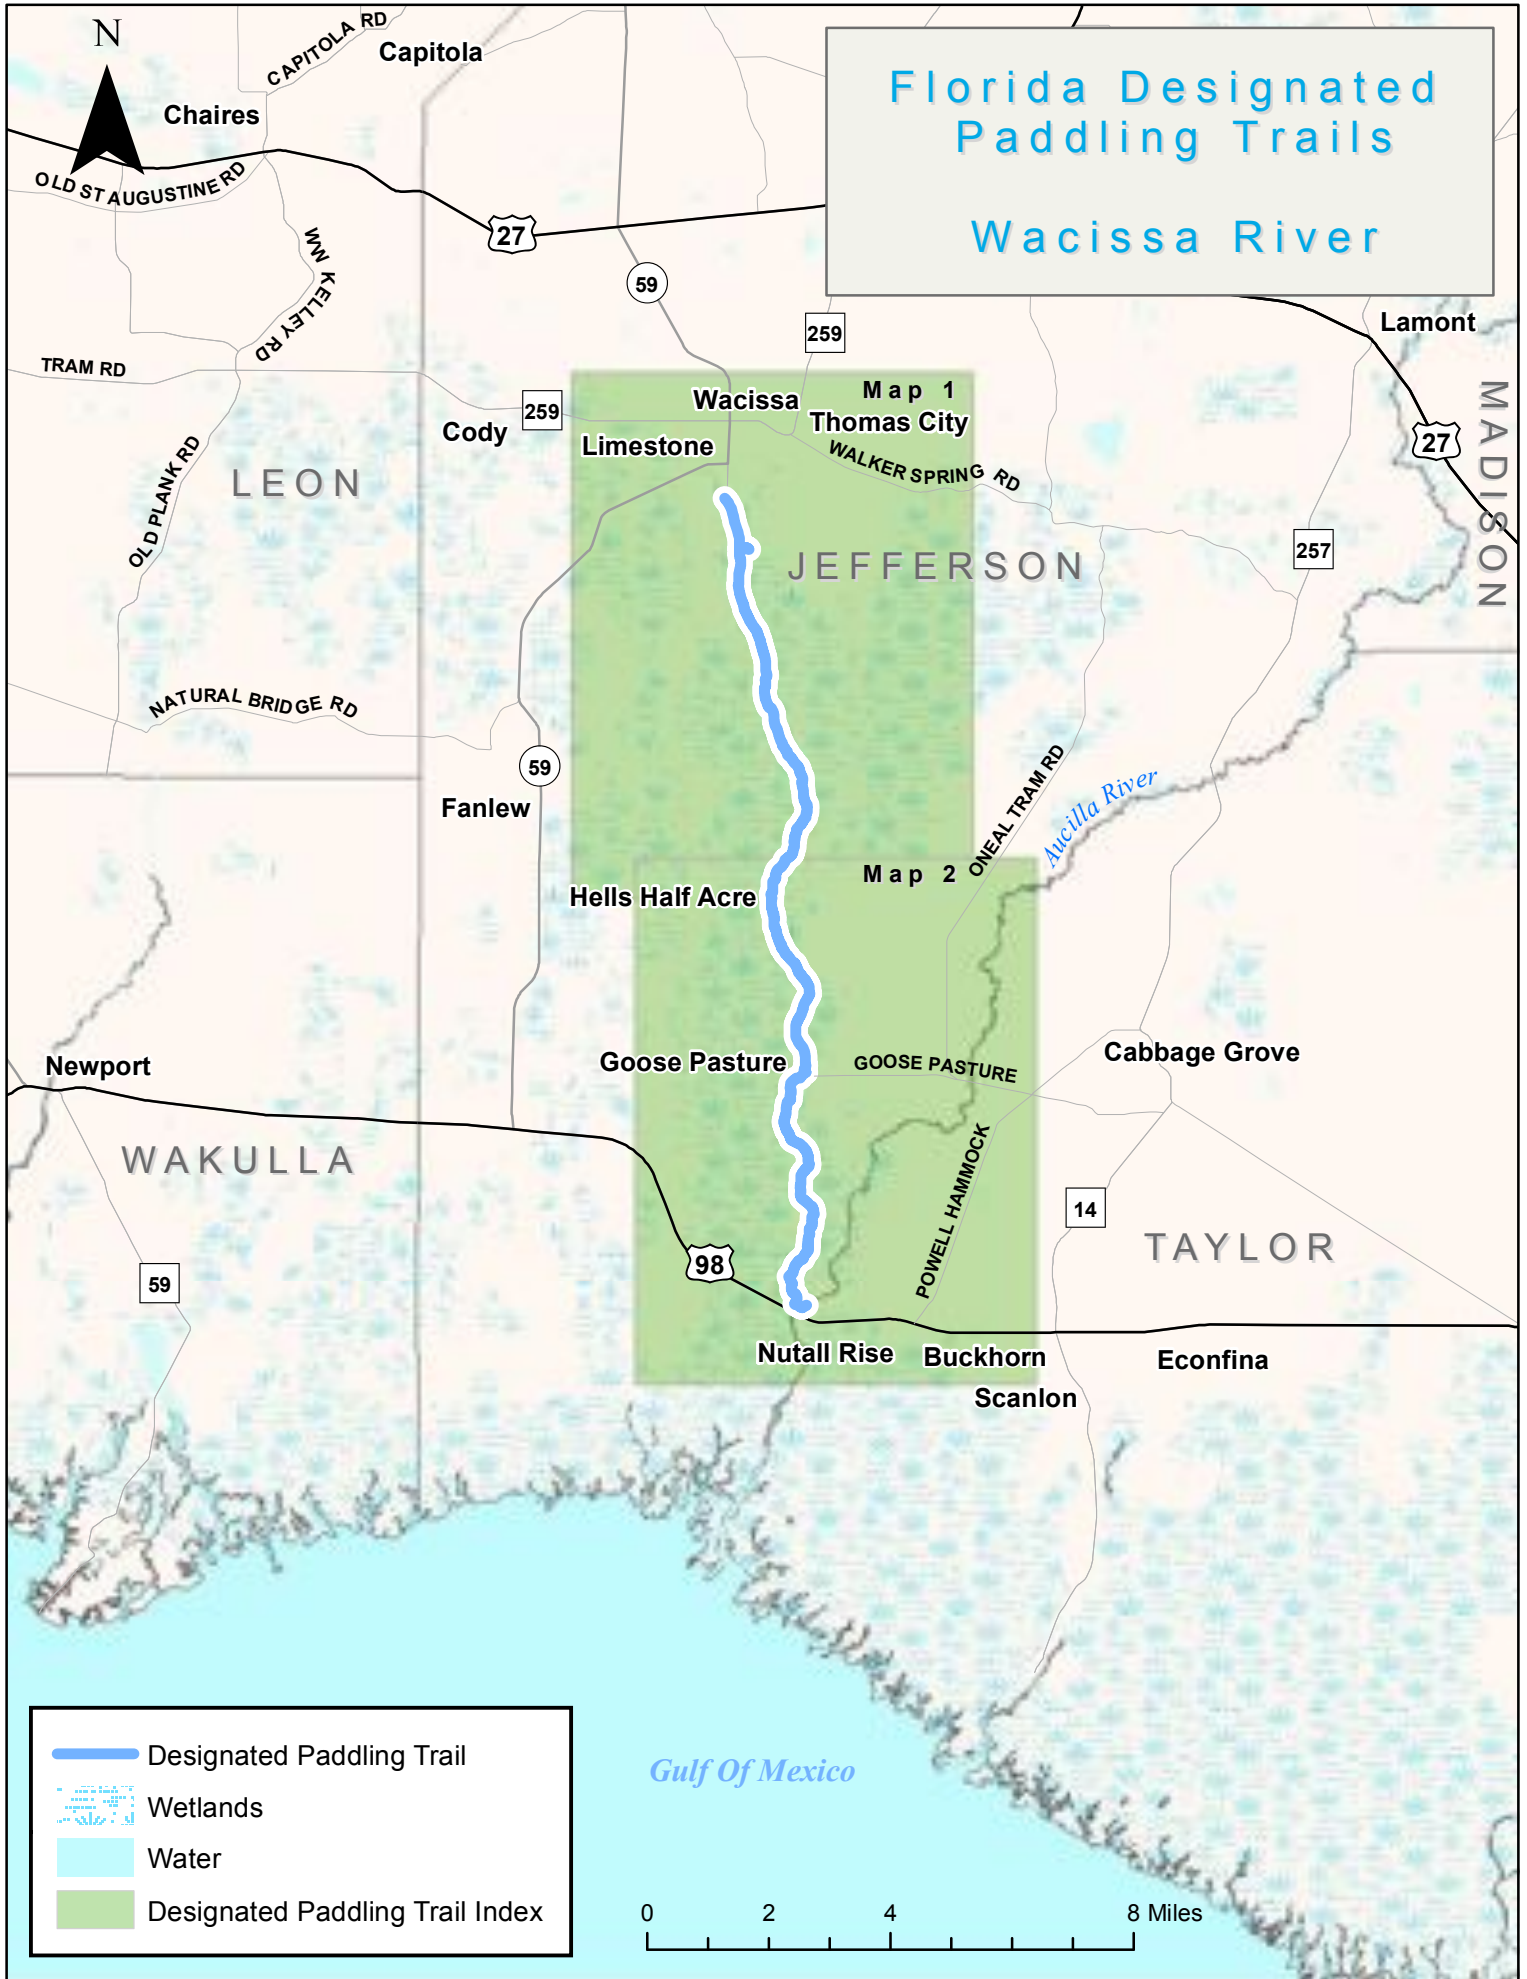 N
CAPITOLA RD
Capitola
Chaires
Florida Designated
Paddling Trails
Wacissa River
OLD ST AUGUSTINE RD
27
WW KELLEY RD
59
259
Lamont
TRAM RD
Map 1
Wacissa
259
Thomas City
Cody
Limestone
27
MADISON
WALKER SPRING RD
OLD PLANK RD
LEON
257
JEFFERSON
NATURAL BRIDGE RD
59
Fanlew
ONEAL TRAM RD
Aucilla River
Map 2
Hells Half Acre
Newport
Goose Pasture
GOOSE PASTURE
Cabbage Grove
WAKULLA
POWELL HAMMOCK
14
TAYLOR
98
59
Nutall Rise
Buckhorn
Econfina
Scanlon
Gulf Of Mexico
Designated Paddling Trail
Wetlands
Water
Designated Paddling Trail Index
0 2 4 8 Miles